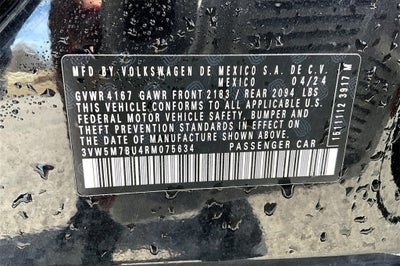 MFD BY:VOLKSWAGEN DE MEXICO S.A. DE C.V.
MEXICO 04/24
GVWR 4167 GAWR FRONT 2183 / REAR 2094 LBS
THIS VEHICLE CONFORMS TO ALL APPLICABLE U.S.
FEDERAL MOTOR VEHICLE SAFETY, BUMPER AND
THEFT PREVENTION STANDARDS IN EFFECT ON
THE DATE OF MANUFACTURE SHOWN ABOVE
3VW5M7BU4RM075634 PASSENGER CAR